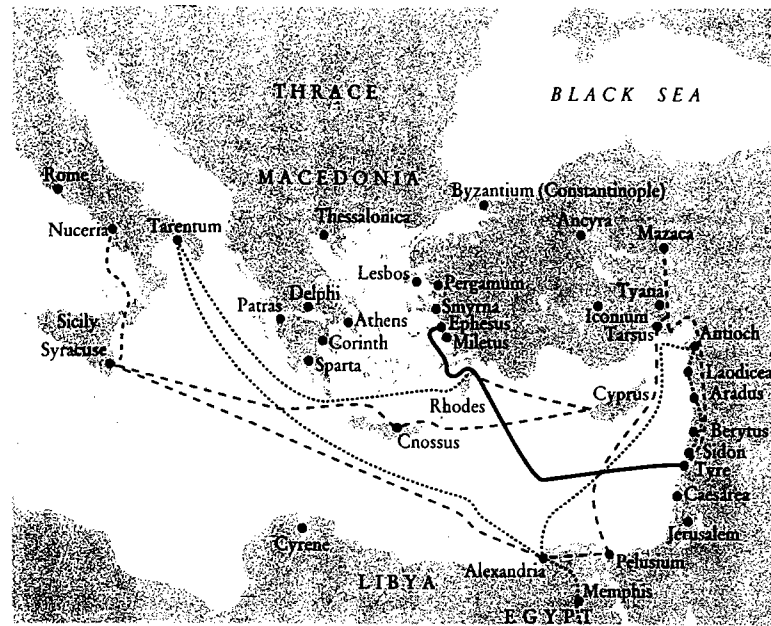 THRACE
BLACK SEA
Rome
MACEDONIA
Byzantium (Constantinople)
Nuceria
Tarentum
Thessalonica
Ancyra
Mazaca
Lesbos
Pergamum
Tyana
Delphi
Smyrna
Iconium
Patras
Athens
Ephesus
Tarsus
Sicily
Corinth
Miletus
Antioch
Syracuse
Sparta
Laodicea
Rhodes
Cyprus
Aradus
Cnossus
Berytus
Sidon
Tyre
Caesarea
Jerusalem
Cyrene
Alexandria
Pelusium
LIBYA
Memphis
EGYPT